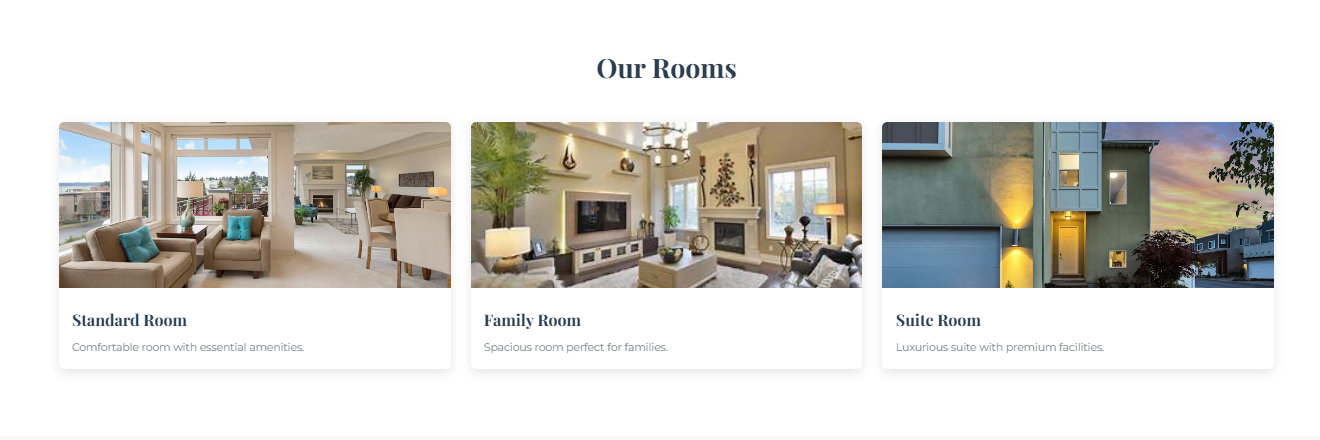 Our Rooms
Standard Room
Comfortable room with essential amenities.
Family Room
Spacious room perfect for families.
Suite Room
Luxurious suite with premium facilities.